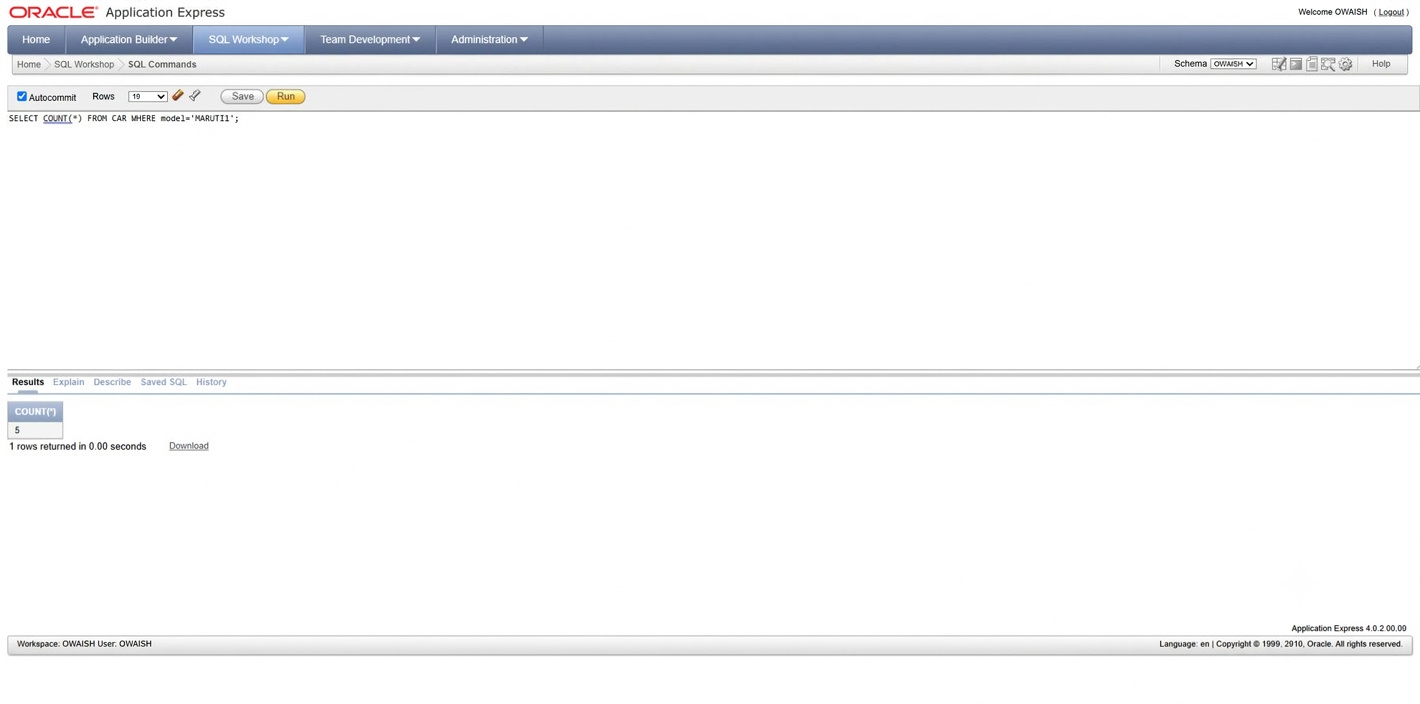 ORACLE® Application Express
Welcome OWAISH ( Logout )
Home Application Builder SQL Workshop Team Development Administration
Home SQL Workshop SQL Commands
Schema OWAISH Help
Autocommit Rows 19 Save Run
SELECT COUNT(*) FROM CAR WHERE model='MARUTI1';
Results Explain Describe Saved SQL History
COUNT(*)
5
1 rows returned in 0.00 seconds Download
Application Express 4.0.2.00.00
Workspace: OWAISH User: OWAISH
Language: en | Copyright © 1999, 2910, Oracle. All rights reserved.